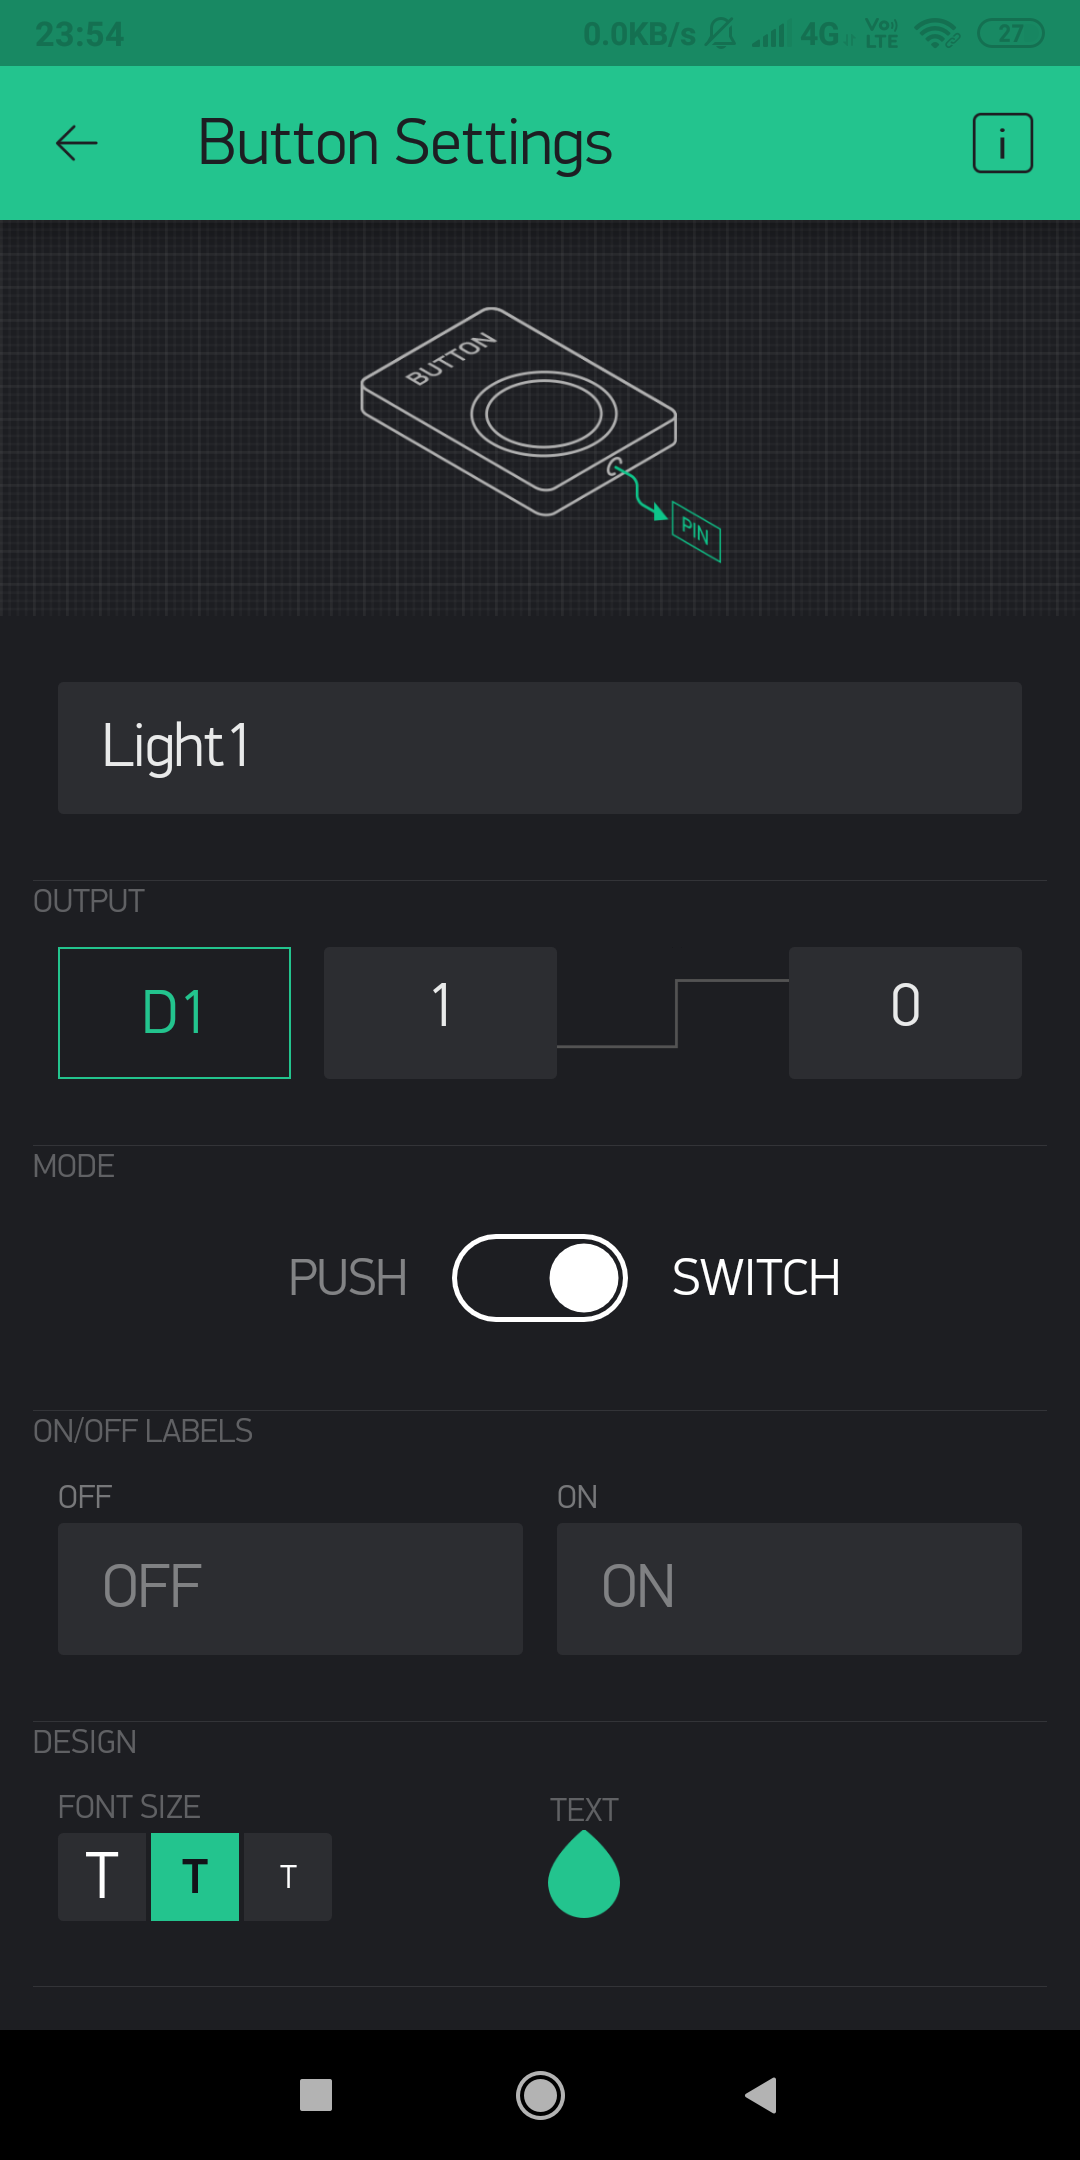 23:54 0.0KB/s 4G Vo LTE 27
Button Settings i
BUTTON
PIN
Light1
OUTPUT
D1 1 0
MODE
PUSH SWITCH
ON/OFF LABELS
OFF ON
OFF ON
DESIGN
FONT SIZE TEXT
T T T